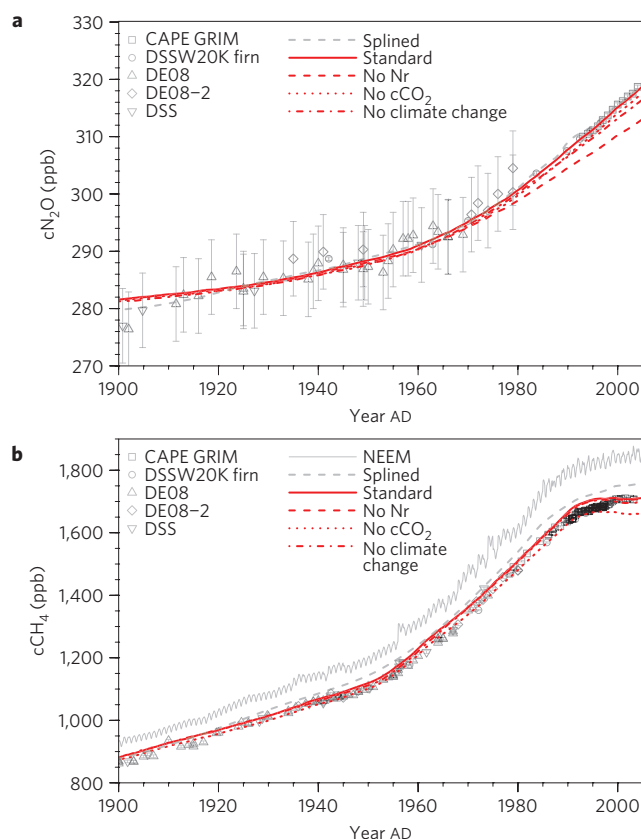 a
330
320
310
300
290
280
270
cN₂O (ppb)
CAPE GRIM
DSSW20K firn
DE08
DE08−2
DSS
Splined
Standard
No Nr
No cCO₂
No climate change
1900 1920 1940 1960 1980 2000
Year AD
b
1,800
1,600
1,400
1,200
1,000
800
cCH₄ (ppb)
CAPE GRIM
DSSW20K firn
DE08
DE08−2
DSS
NEEM
Splined
Standard
No Nr
No cCO₂
No climate
change
1900 1920 1940 1960 1980 2000
Year AD